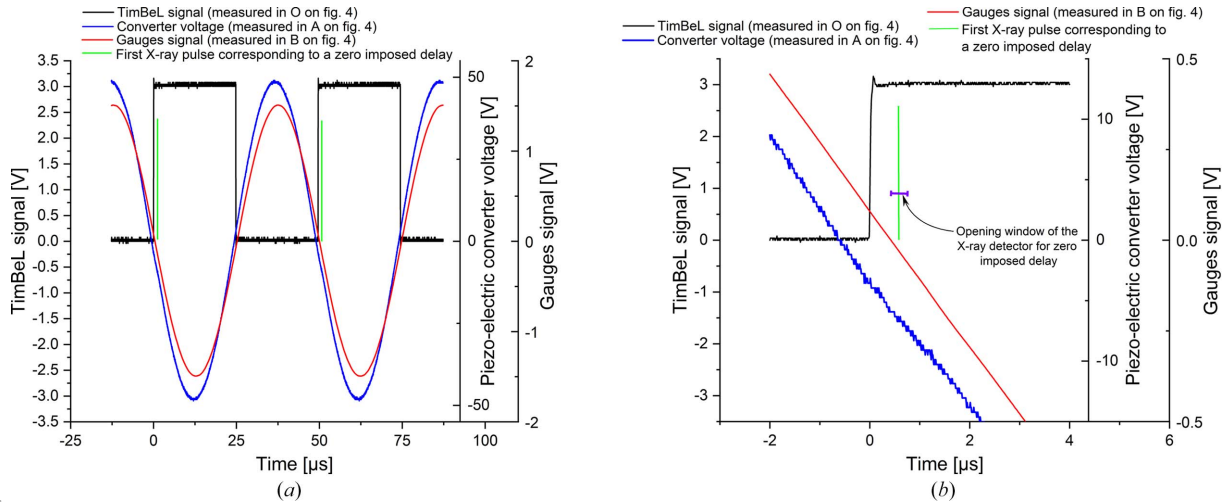 TimBeL signal (measured in O on fig. 4)
Converter voltage (measured in A on fig. 4)
Gauges signal (measured in B on fig. 4)
First X-ray pulse corresponding to a zero imposed delay
3.5
3.0
2.5
2.0
1.5
1.0
0.5
0.0
-0.5
-1.0
-1.5
-2.0
-2.5
-3.0
-3.5
TimBeL signal [V]
-25
0
25
50
75
100
Time [µs]
50
0
-50
Piezo-electric converter voltage [V]
2
1
0
-1
-2
Gauges signal [V]
(a)
TimBeL signal (measured in O on fig. 4)
Converter voltage (measured in A on fig. 4)
Gauges signal (measured in B on fig. 4)
First X-ray pulse corresponding to
a zero imposed delay
3
2
1
0
-1
-2
-3
TimBeL signal [V]
Opening window of the
X-ray detector for zero
imposed delay
-2
0
2
4
6
Time [µs]
10
0
-10
Piezo-electric converter voltage [V]
0.5
0.0
-0.5
Gauges signal [V]
(b)